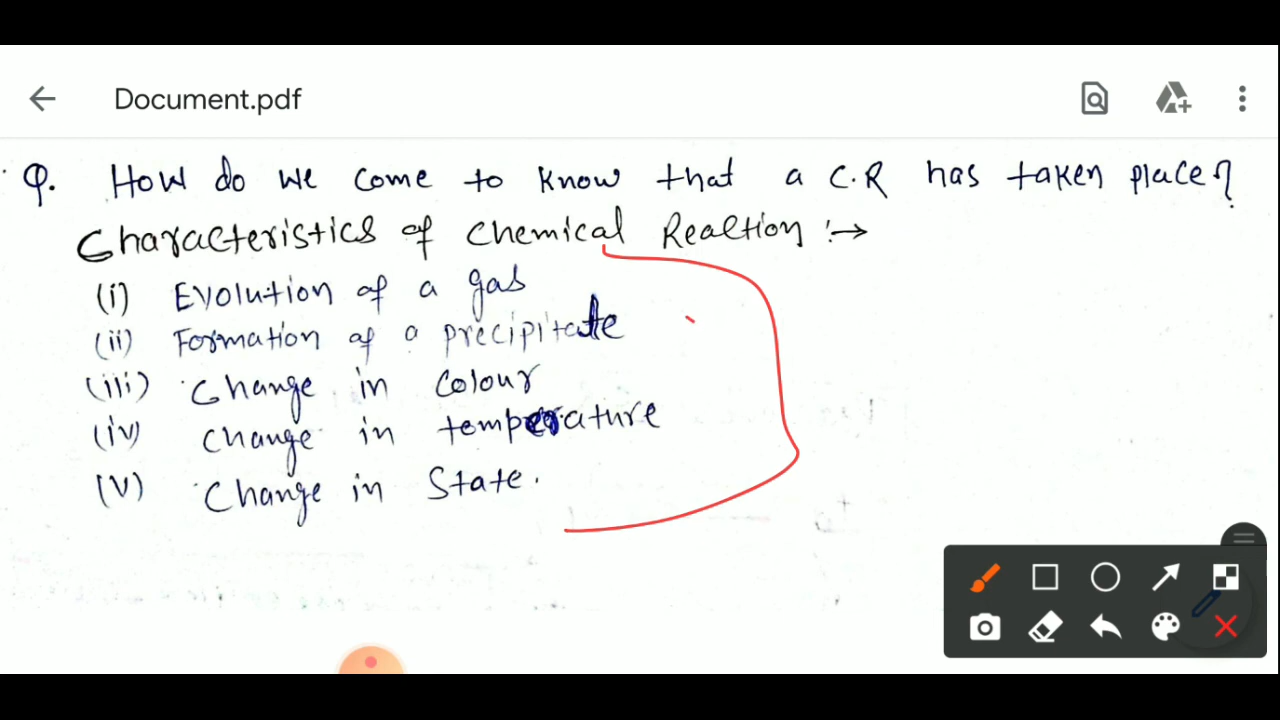 Document.pdf
Q. How do we come to know that a C.R has taken place?
Characteristics of Chemical Realtion :→
(i) Evolution of a gas
(ii) Formation of a precipitate
(iii) Change in Colour
(iv) Change in temperature
(v) Change in State.